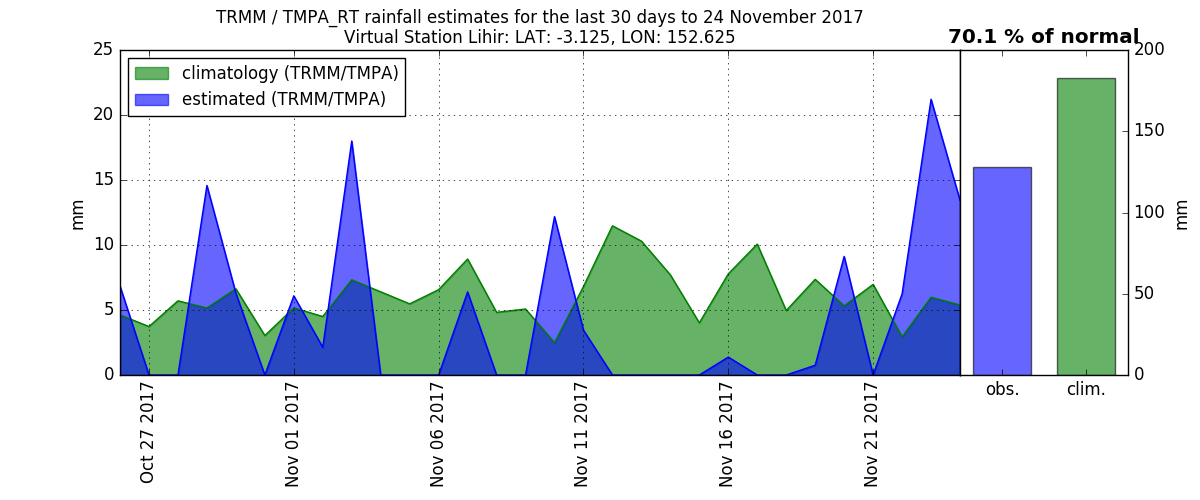 TRMM / TMPA_RT rainfall estimates for the last 30 days to 24 November 2017
Virtual Station Lihir: LAT: -3.125, LON: 152.625
70.1 % of normal
climatology (TRMM/TMPA)
estimated (TRMM/TMPA)
25
20
15
10
5
0
mm
Oct 27 2017
Nov 01 2017
Nov 06 2017
Nov 11 2017
Nov 16 2017
Nov 21 2017
obs.
clim.
200
150
100
50
0
mm